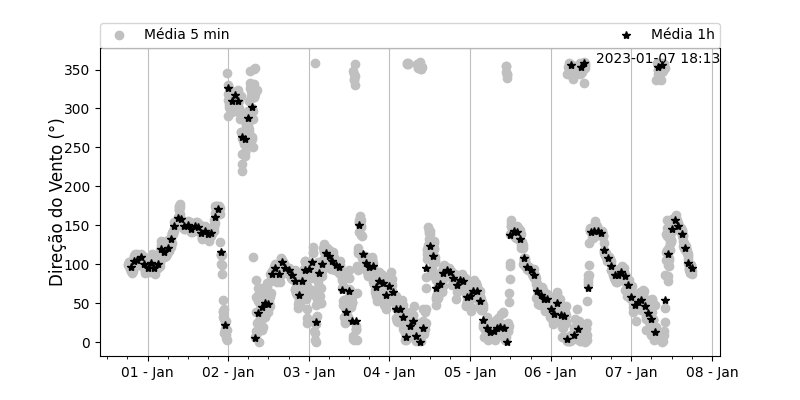 Média 5 min
Média 1h
2023-01-07 18:13
Direção do Vento (°)
350
300
250
200
150
100
50
0
01 - Jan
02 - Jan
03 - Jan
04 - Jan
05 - Jan
06 - Jan
07 - Jan
08 - Jan